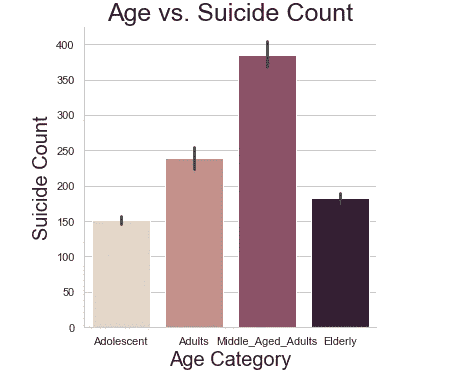 Age vs. Suicide Count
400
350
300
250
200
150
100
50
0
Suicide Count
Adolescent Adults Middle_Aged_Adults Elderly
Age Category